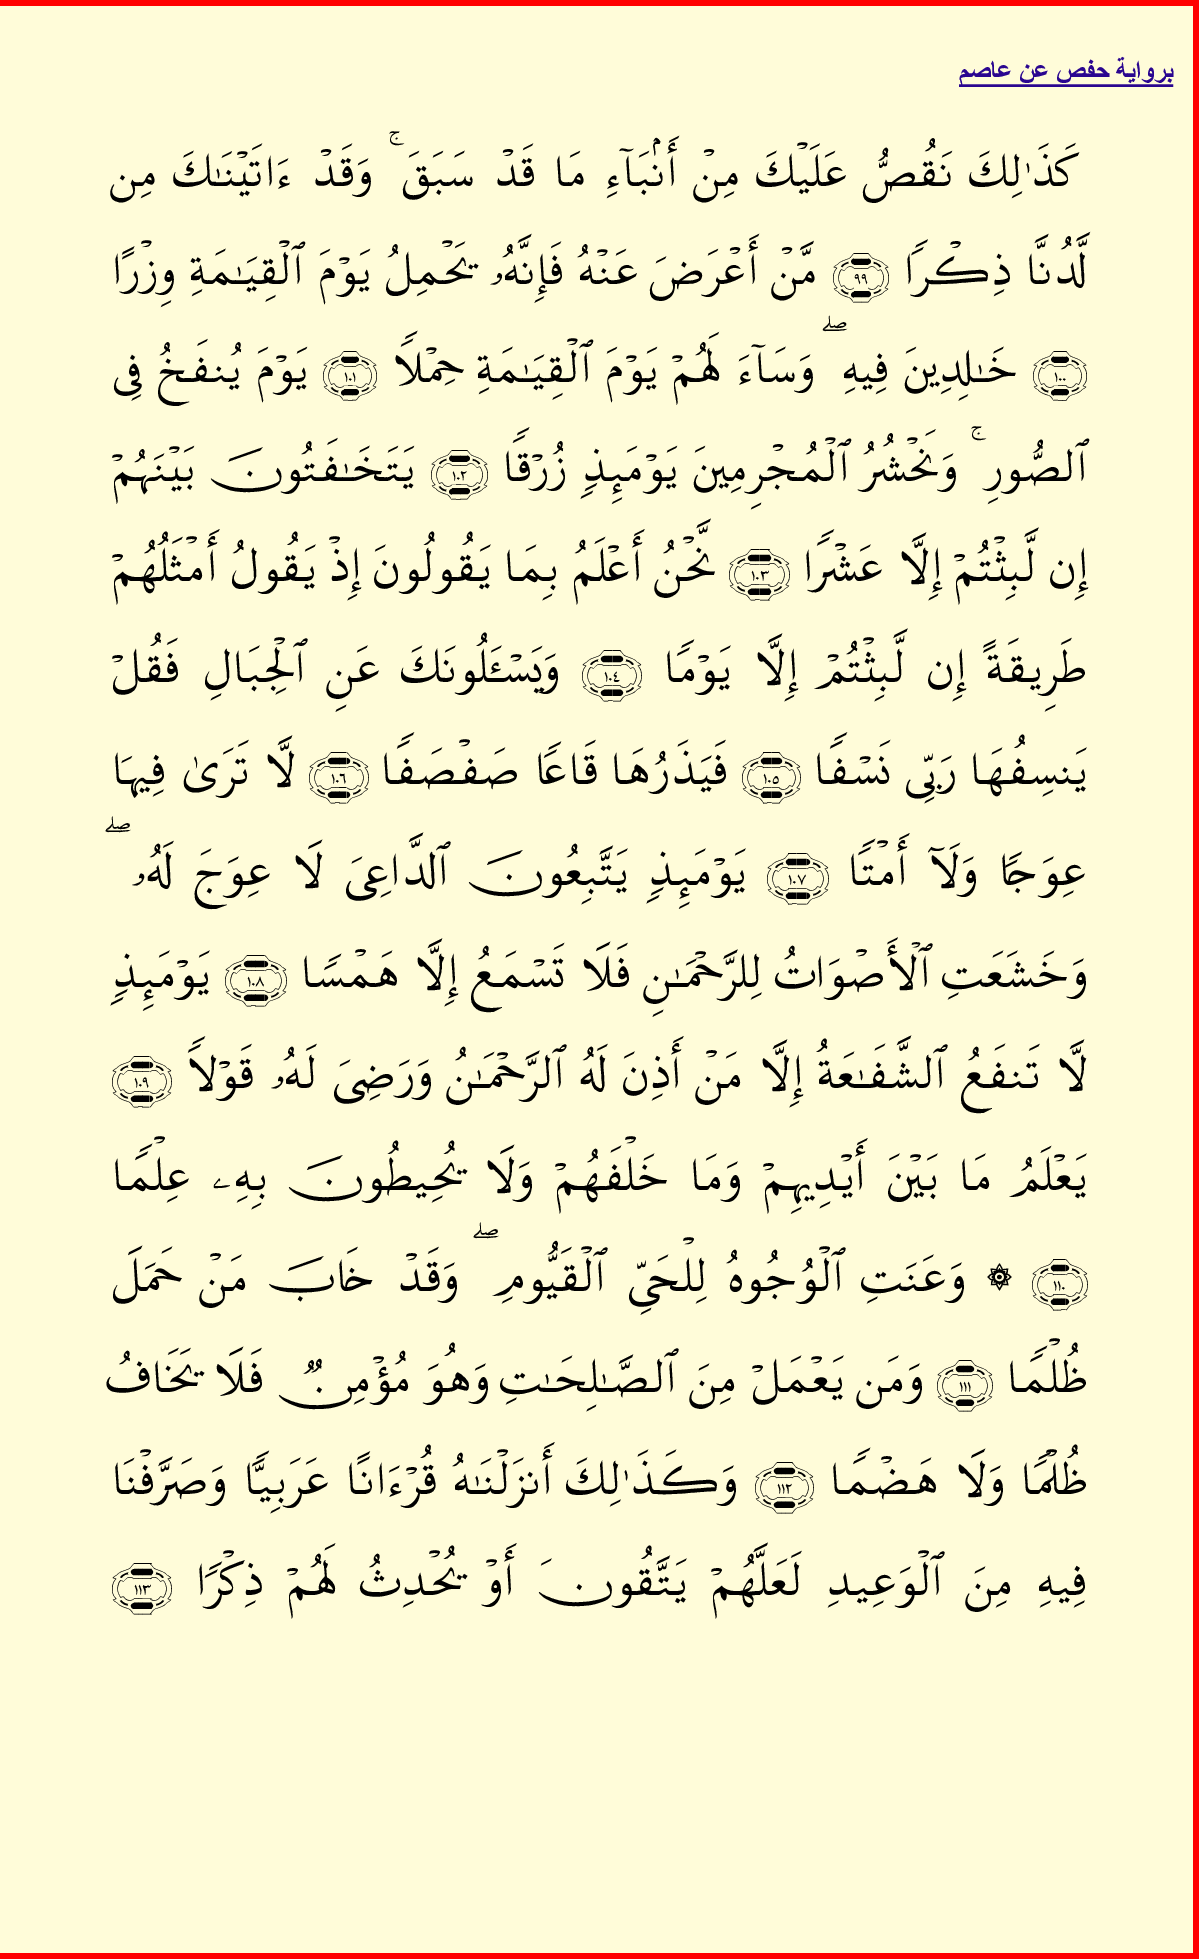 برواية حفص عن عاصم
كَذَٰلِكَ نَقُصُّ عَلَيۡكَ مِنۡ أَنۢبَآءِ مَا قَدۡ سَبَقَۚ وَقَدۡ ءَاتَيۡنَٰكَ مِن
لَّدُنَّا ذِكۡرٗا ٩٩ مَّنۡ أَعۡرَضَ عَنۡهُ فَإِنَّهُۥ يَحۡمِلُ يَوۡمَ ٱلۡقِيَٰمَةِ وِزۡرًا
١٠٠ خَٰلِدِينَ فِيهِۖ وَسَآءَ لَهُمۡ يَوۡمَ ٱلۡقِيَٰمَةِ حِمۡلٗا ١٠١ يَوۡمَ يُنفَخُ فِي
ٱلصُّورِۚ وَنَحۡشُرُ ٱلۡمُجۡرِمِينَ يَوۡمَئِذٖ زُرۡقٗا ١٠٢ يَتَخَٰفَتُونَ بَيۡنَهُمۡ
إِن لَّبِثۡتُمۡ إِلَّا عَشۡرٗا ١٠٣ نَّحۡنُ أَعۡلَمُ بِمَا يَقُولُونَ إِذۡ يَقُولُ أَمۡثَلُهُمۡ
طَرِيقَةً إِن لَّبِثۡتُمۡ إِلَّا يَوۡمٗا ١٠٤ وَيَسۡـَٔلُونَكَ عَنِ ٱلۡجِبَالِ فَقُلۡ
يَنسِفُهَا رَبِّي نَسۡفٗا ١٠٥ فَيَذَرُهَا قَاعٗا صَفۡصَفٗا ١٠٦ لَّا تَرَىٰ فِيهَا
عِوَجٗا وَلَآ أَمۡتٗا ١٠٧ يَوۡمَئِذٖ يَتَّبِعُونَ ٱلدَّاعِيَ لَا عِوَجَ لَهُۥۖ
وَخَشَعَتِ ٱلۡأَصۡوَاتُ لِلرَّحۡمَٰنِ فَلَا تَسۡمَعُ إِلَّا هَمۡسٗا ١٠٨ يَوۡمَئِذٖ
لَّا تَنفَعُ ٱلشَّفَٰعَةُ إِلَّا مَنۡ أَذِنَ لَهُ ٱلرَّحۡمَٰنُ وَرَضِيَ لَهُۥ قَوۡلٗا ١٠٩
يَعۡلَمُ مَا بَيۡنَ أَيۡدِيهِمۡ وَمَا خَلۡفَهُمۡ وَلَا يُحِيطُونَ بِهِۦ عِلۡمٗا
١١٠ ۞ وَعَنَتِ ٱلۡوُجُوهُ لِلۡحَيِّ ٱلۡقَيُّومِۖ وَقَدۡ خَابَ مَنۡ حَمَلَ
ظُلۡمٗا ١١١ وَمَن يَعۡمَلۡ مِنَ ٱلصَّٰلِحَٰتِ وَهُوَ مُؤۡمِنٞ فَلَا يَخَافُ
ظُلۡمٗا وَلَا هَضۡمٗا ١١٢ وَكَذَٰلِكَ أَنزَلۡنَٰهُ قُرۡءَانًا عَرَبِيّٗا وَصَرَّفۡنَا
فِيهِ مِنَ ٱلۡوَعِيدِ لَعَلَّهُمۡ يَتَّقُونَ أَوۡ يُحۡدِثُ لَهُمۡ ذِكۡرٗا ١١٣